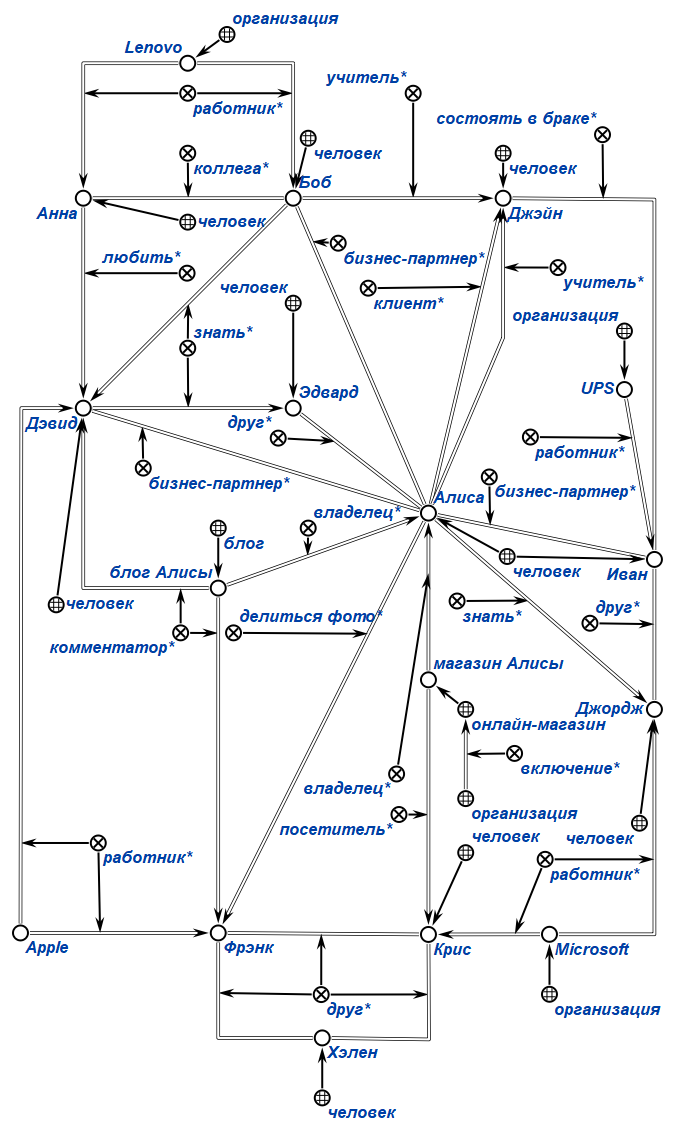 организация
Lenovo
учитель*
работник*
состоять в браке*
человек
коллега*
человек
Боб
Анна
человек
Джэйн
любить*
бизнес-партнер*
человек
клиент*
учитель*
знать*
организация
Эдвард
UPS
Дэвид
друг*
работник*
бизнес-партнер*
Алиса
бизнес-партнер*
владелец*
блог
блог Алисы
человек
Иван
человек
делиться фото*
знать*
друг*
комментатор*
магазин Алисы
Джордж
онлайн-магазин
включение*
владелец*
организация
посетитель*
человек
человек
работник*
работник*
Apple
Фрэнк
Крис
Microsoft
друг*
организация
Хэлен
человек